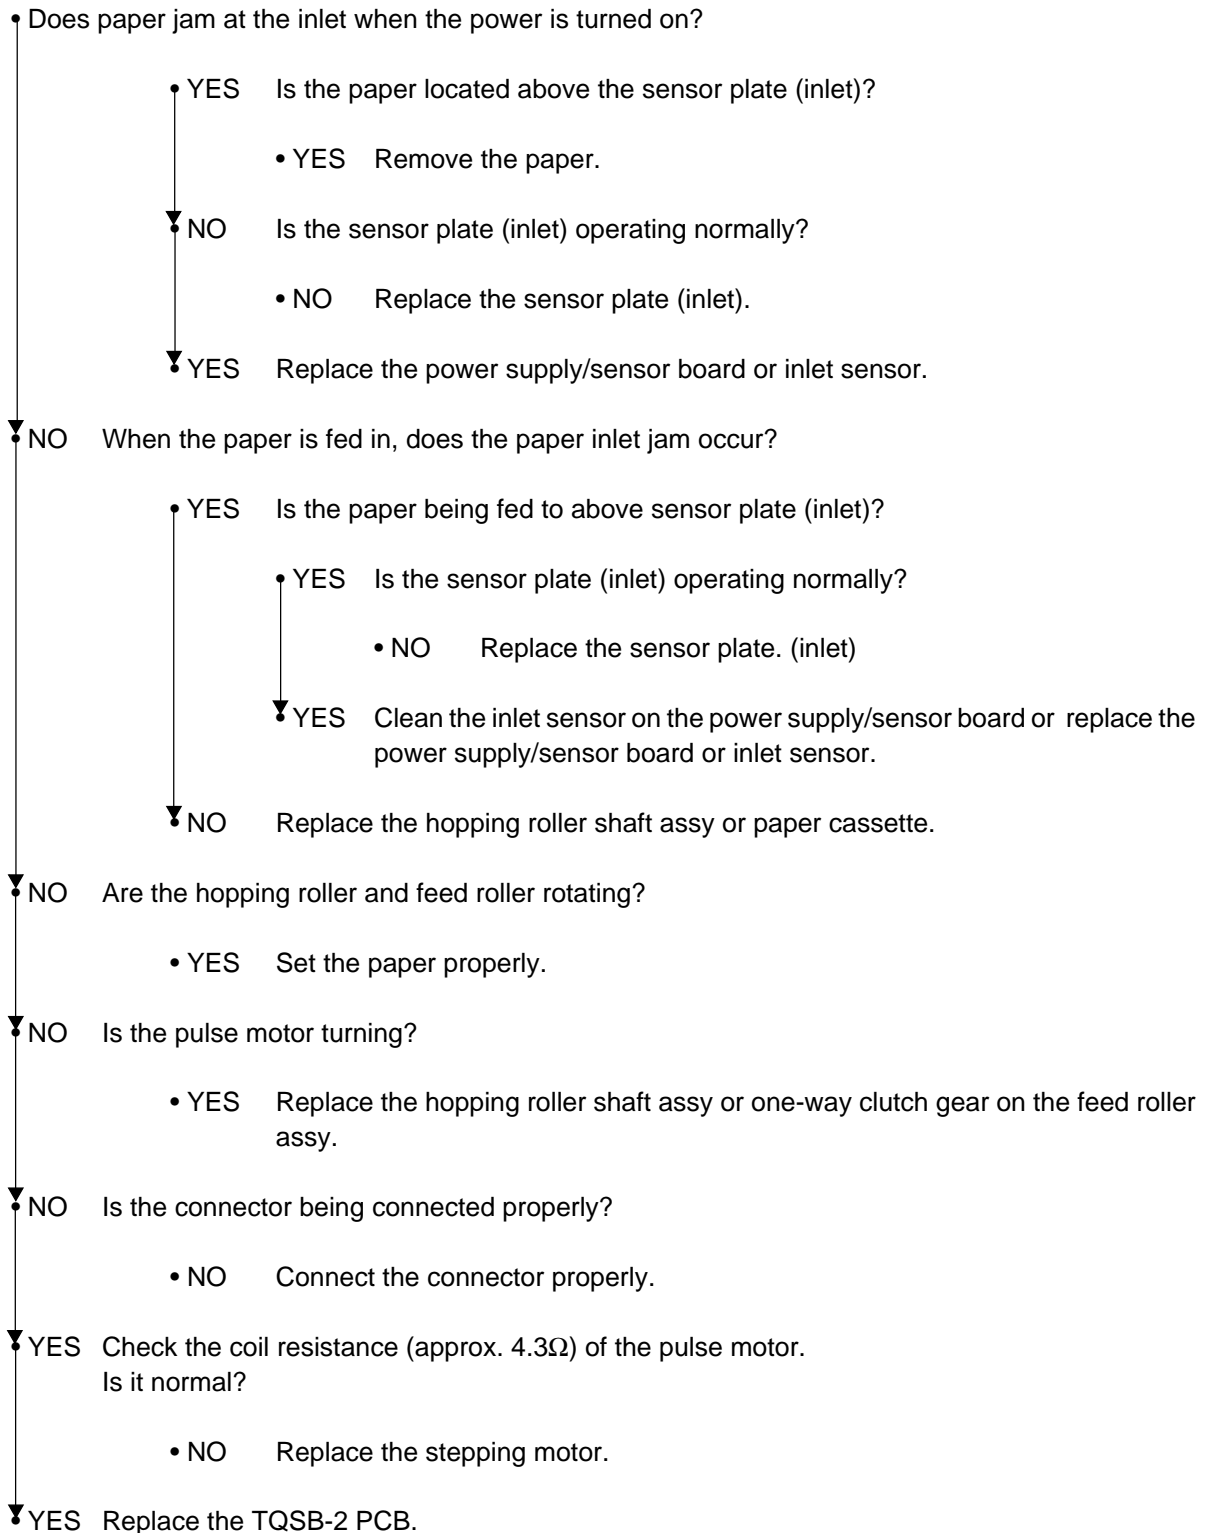 • Does paper jam at the inlet when the power is turned on?
• YES Is the paper located above the sensor plate (inlet)?
• YES Remove the paper.
• NO Is the sensor plate (inlet) operating normally?
• NO Replace the sensor plate (inlet).
• YES Replace the power supply/sensor board or inlet sensor.
• NO When the paper is fed in, does the paper inlet jam occur?
• YES Is the paper being fed to above sensor plate (inlet)?
• YES Is the sensor plate (inlet) operating normally?
• NO Replace the sensor plate. (inlet)
• YES Clean the inlet sensor on the power supply/sensor board or replace the
power supply/sensor board or inlet sensor.
• NO Replace the hopping roller shaft assy or paper cassette.
• NO Are the hopping roller and feed roller rotating?
• YES Set the paper properly.
• NO Is the pulse motor turning?
• YES Replace the hopping roller shaft assy or one-way clutch gear on the feed roller
assy.
• NO Is the connector being connected properly?
• NO Connect the connector properly.
• YES Check the coil resistance (approx. 4.3Ω) of the pulse motor.
Is it normal?
• NO Replace the stepping motor.
• YES Replace the TQSB-2 PCB.